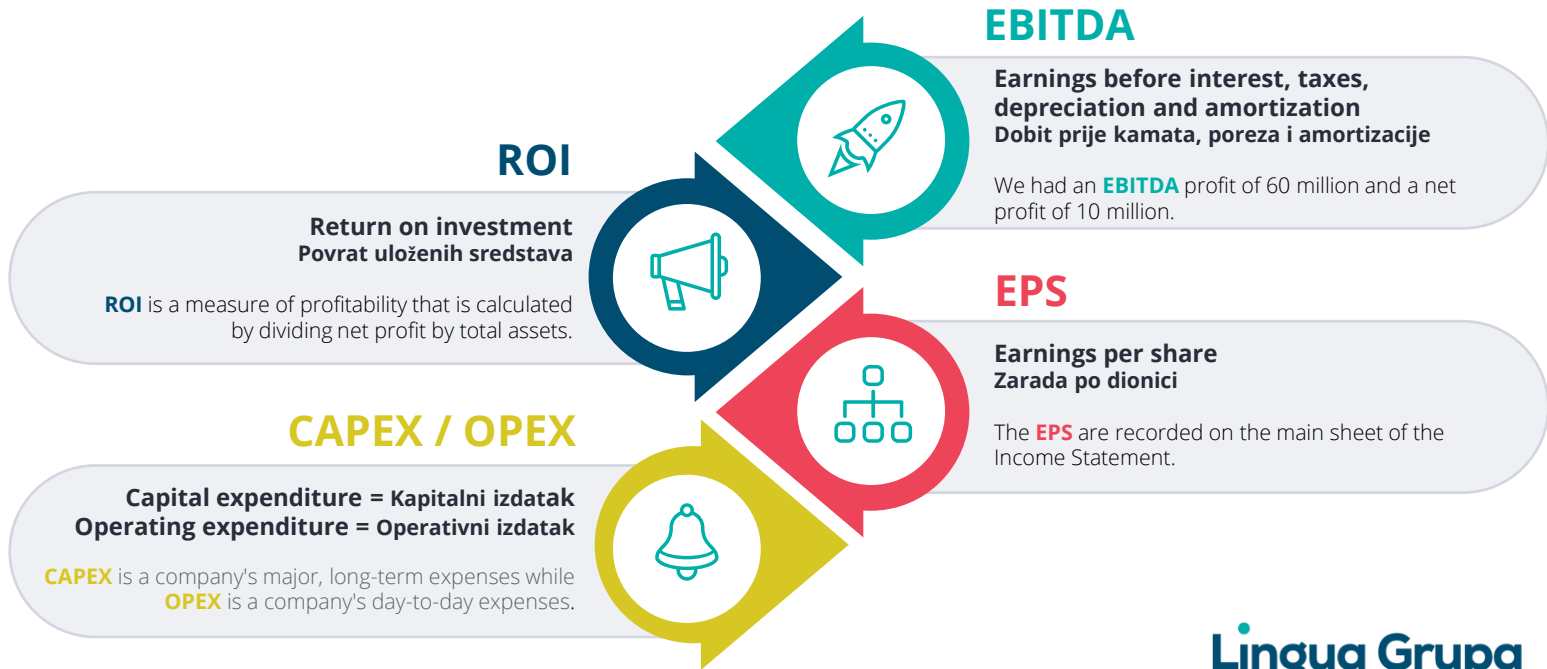 EBITDA
Earnings before interest, taxes,
depreciation and amortization
Dobit prije kamata, poreza i amortizacije
We had an EBITDA profit of 60 million and a net
profit of 10 million.
ROI
Return on investment
Povrat uloženih sredstava
ROI is a measure of profitability that is calculated
by dividing net profit by total assets.
EPS
Earnings per share
Zarada po dionici
The EPS are recorded on the main sheet of the
Income Statement.
CAPEX / OPEX
Capital expenditure = Kapitalni izdatak
Operating expenditure = Operativni izdatak
CAPEX is a company's major, long-term expenses while
OPEX is a company's day-to-day expenses.
Lingua Grupa